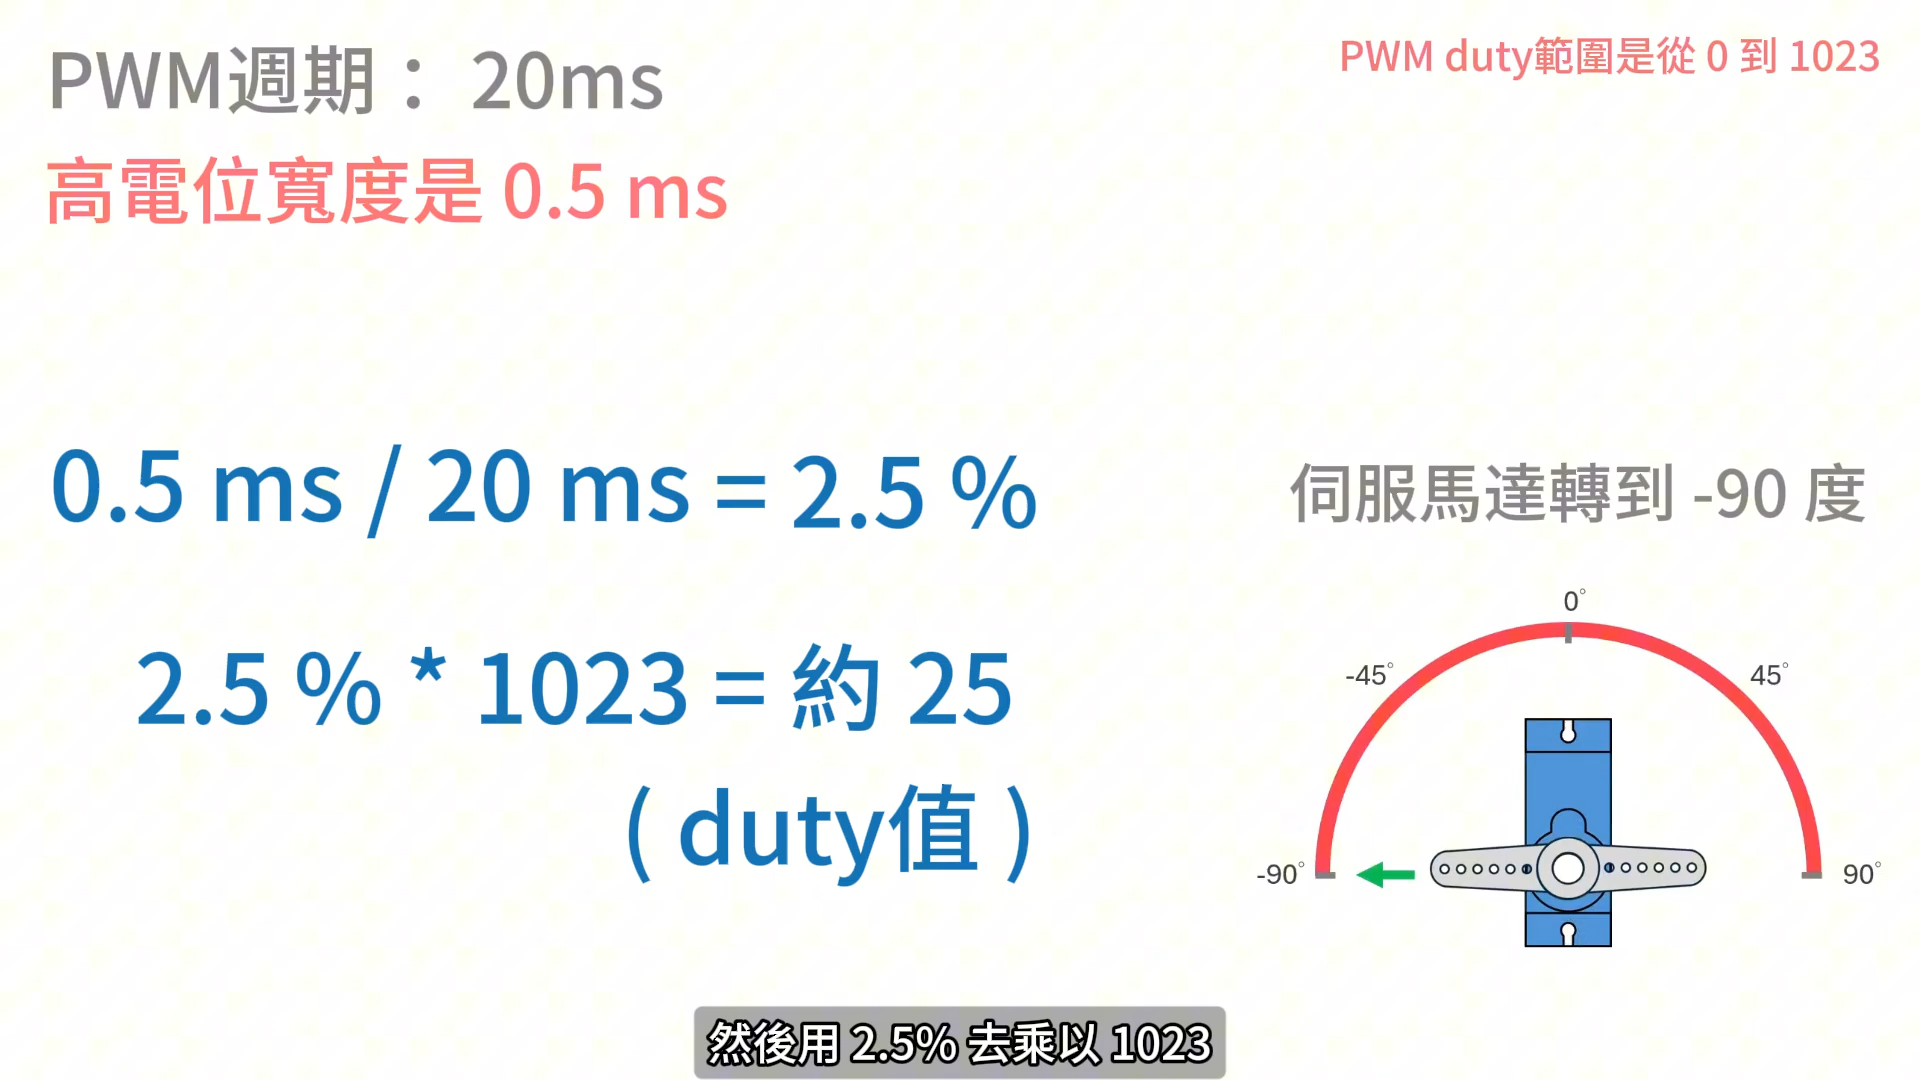 PWM週期： 20ms
PWM duty範圍是從 0 到 1023
高電位寬度是 0.5 ms
0.5 ms / 20 ms = 2.5 %
伺服馬達轉到 -90 度
2.5 % * 1023 = 約 25
( duty值 )
0°
-45°
45°
-90°
90°
然後用 2.5% 去乘以 1023